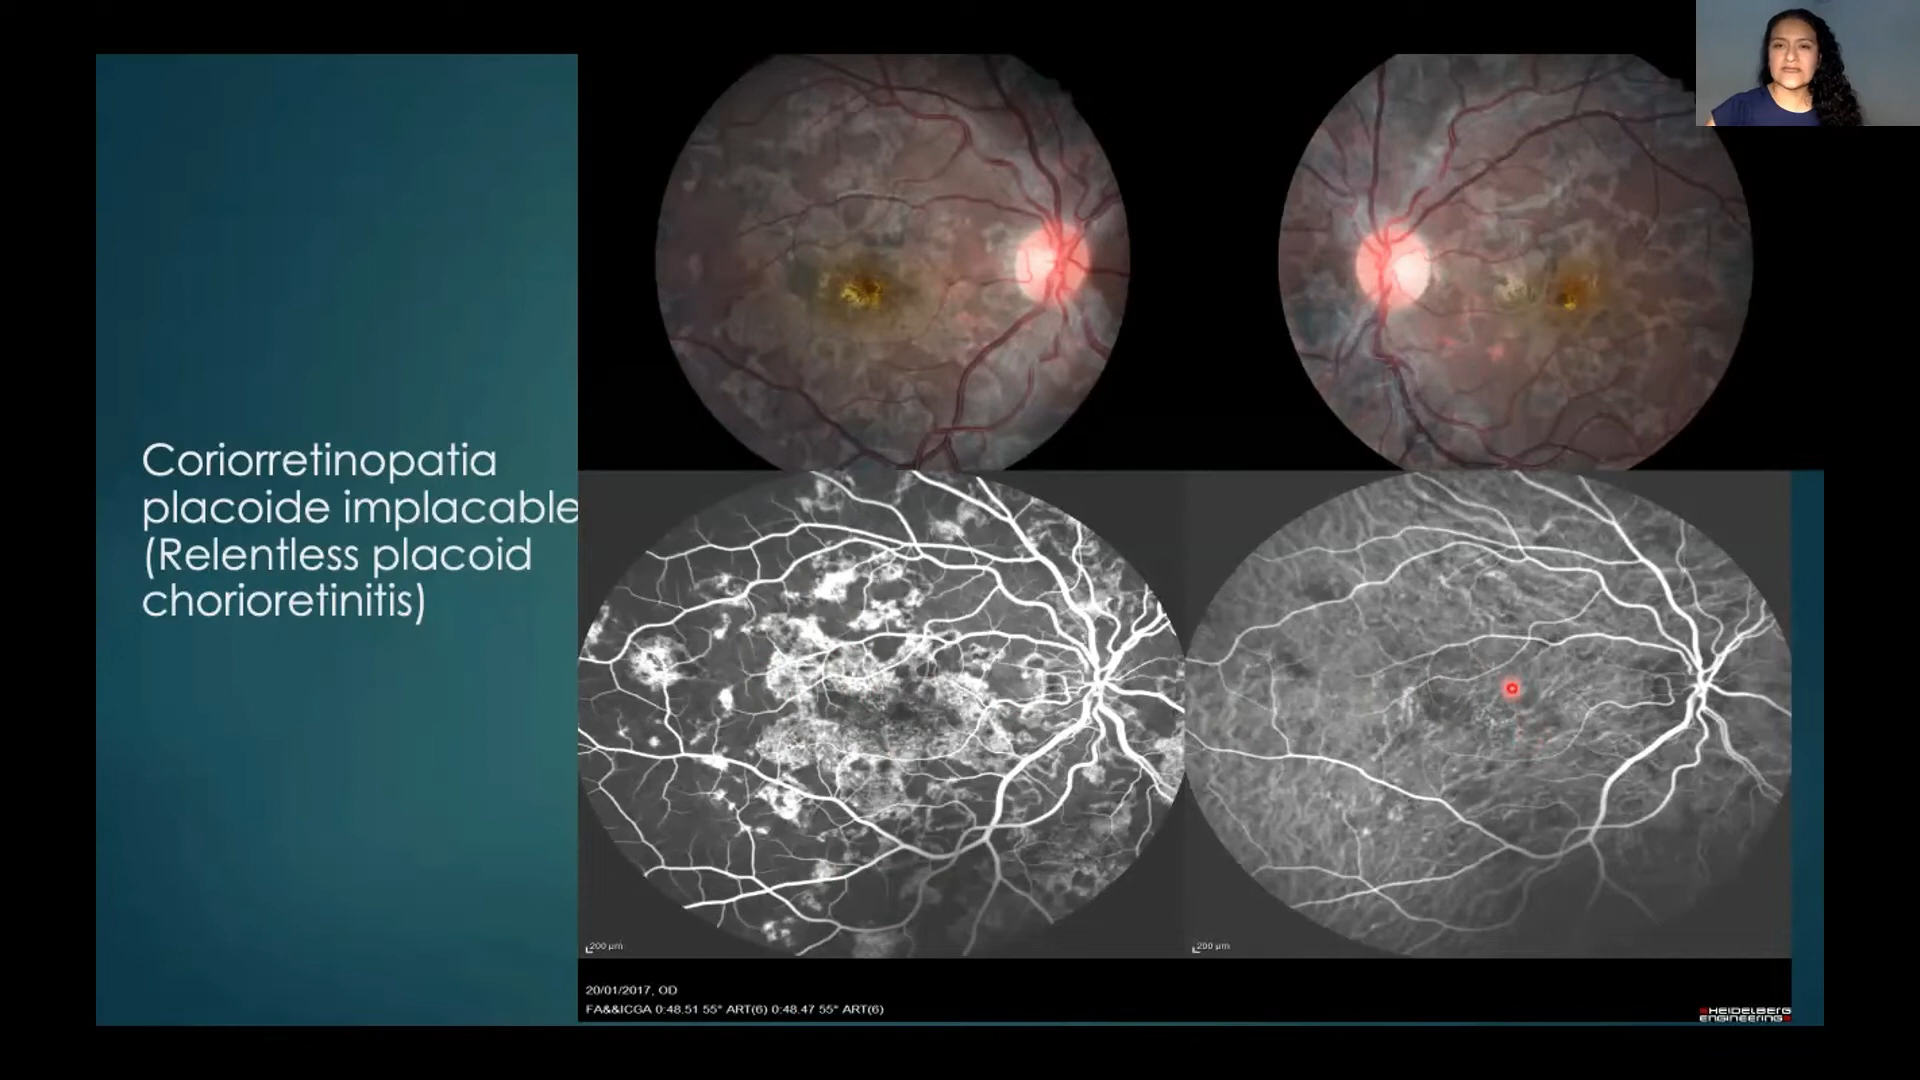 Coriorretinopatia
placoide implacable
(Relentless placoid
chorioretinitis)
200 µm
200 µm
20/01/2017, OD
FA&&ICGA 0:48.51 55° ART(6) 0:48.47 55° ART(6)
HEIDELBERG
ENGINEERING